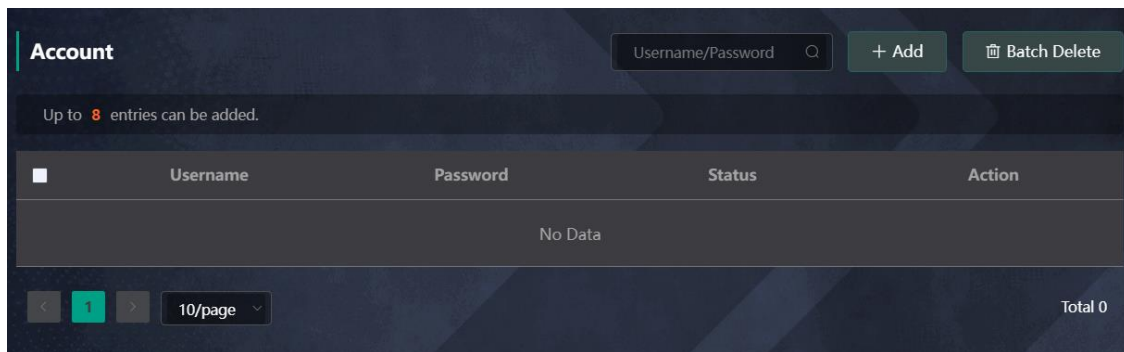 Account Username/Password + Add Batch Delete
Up to 8 entries can be added.
Username Password Status Action
No Data
< 1 > 10/page Total 0